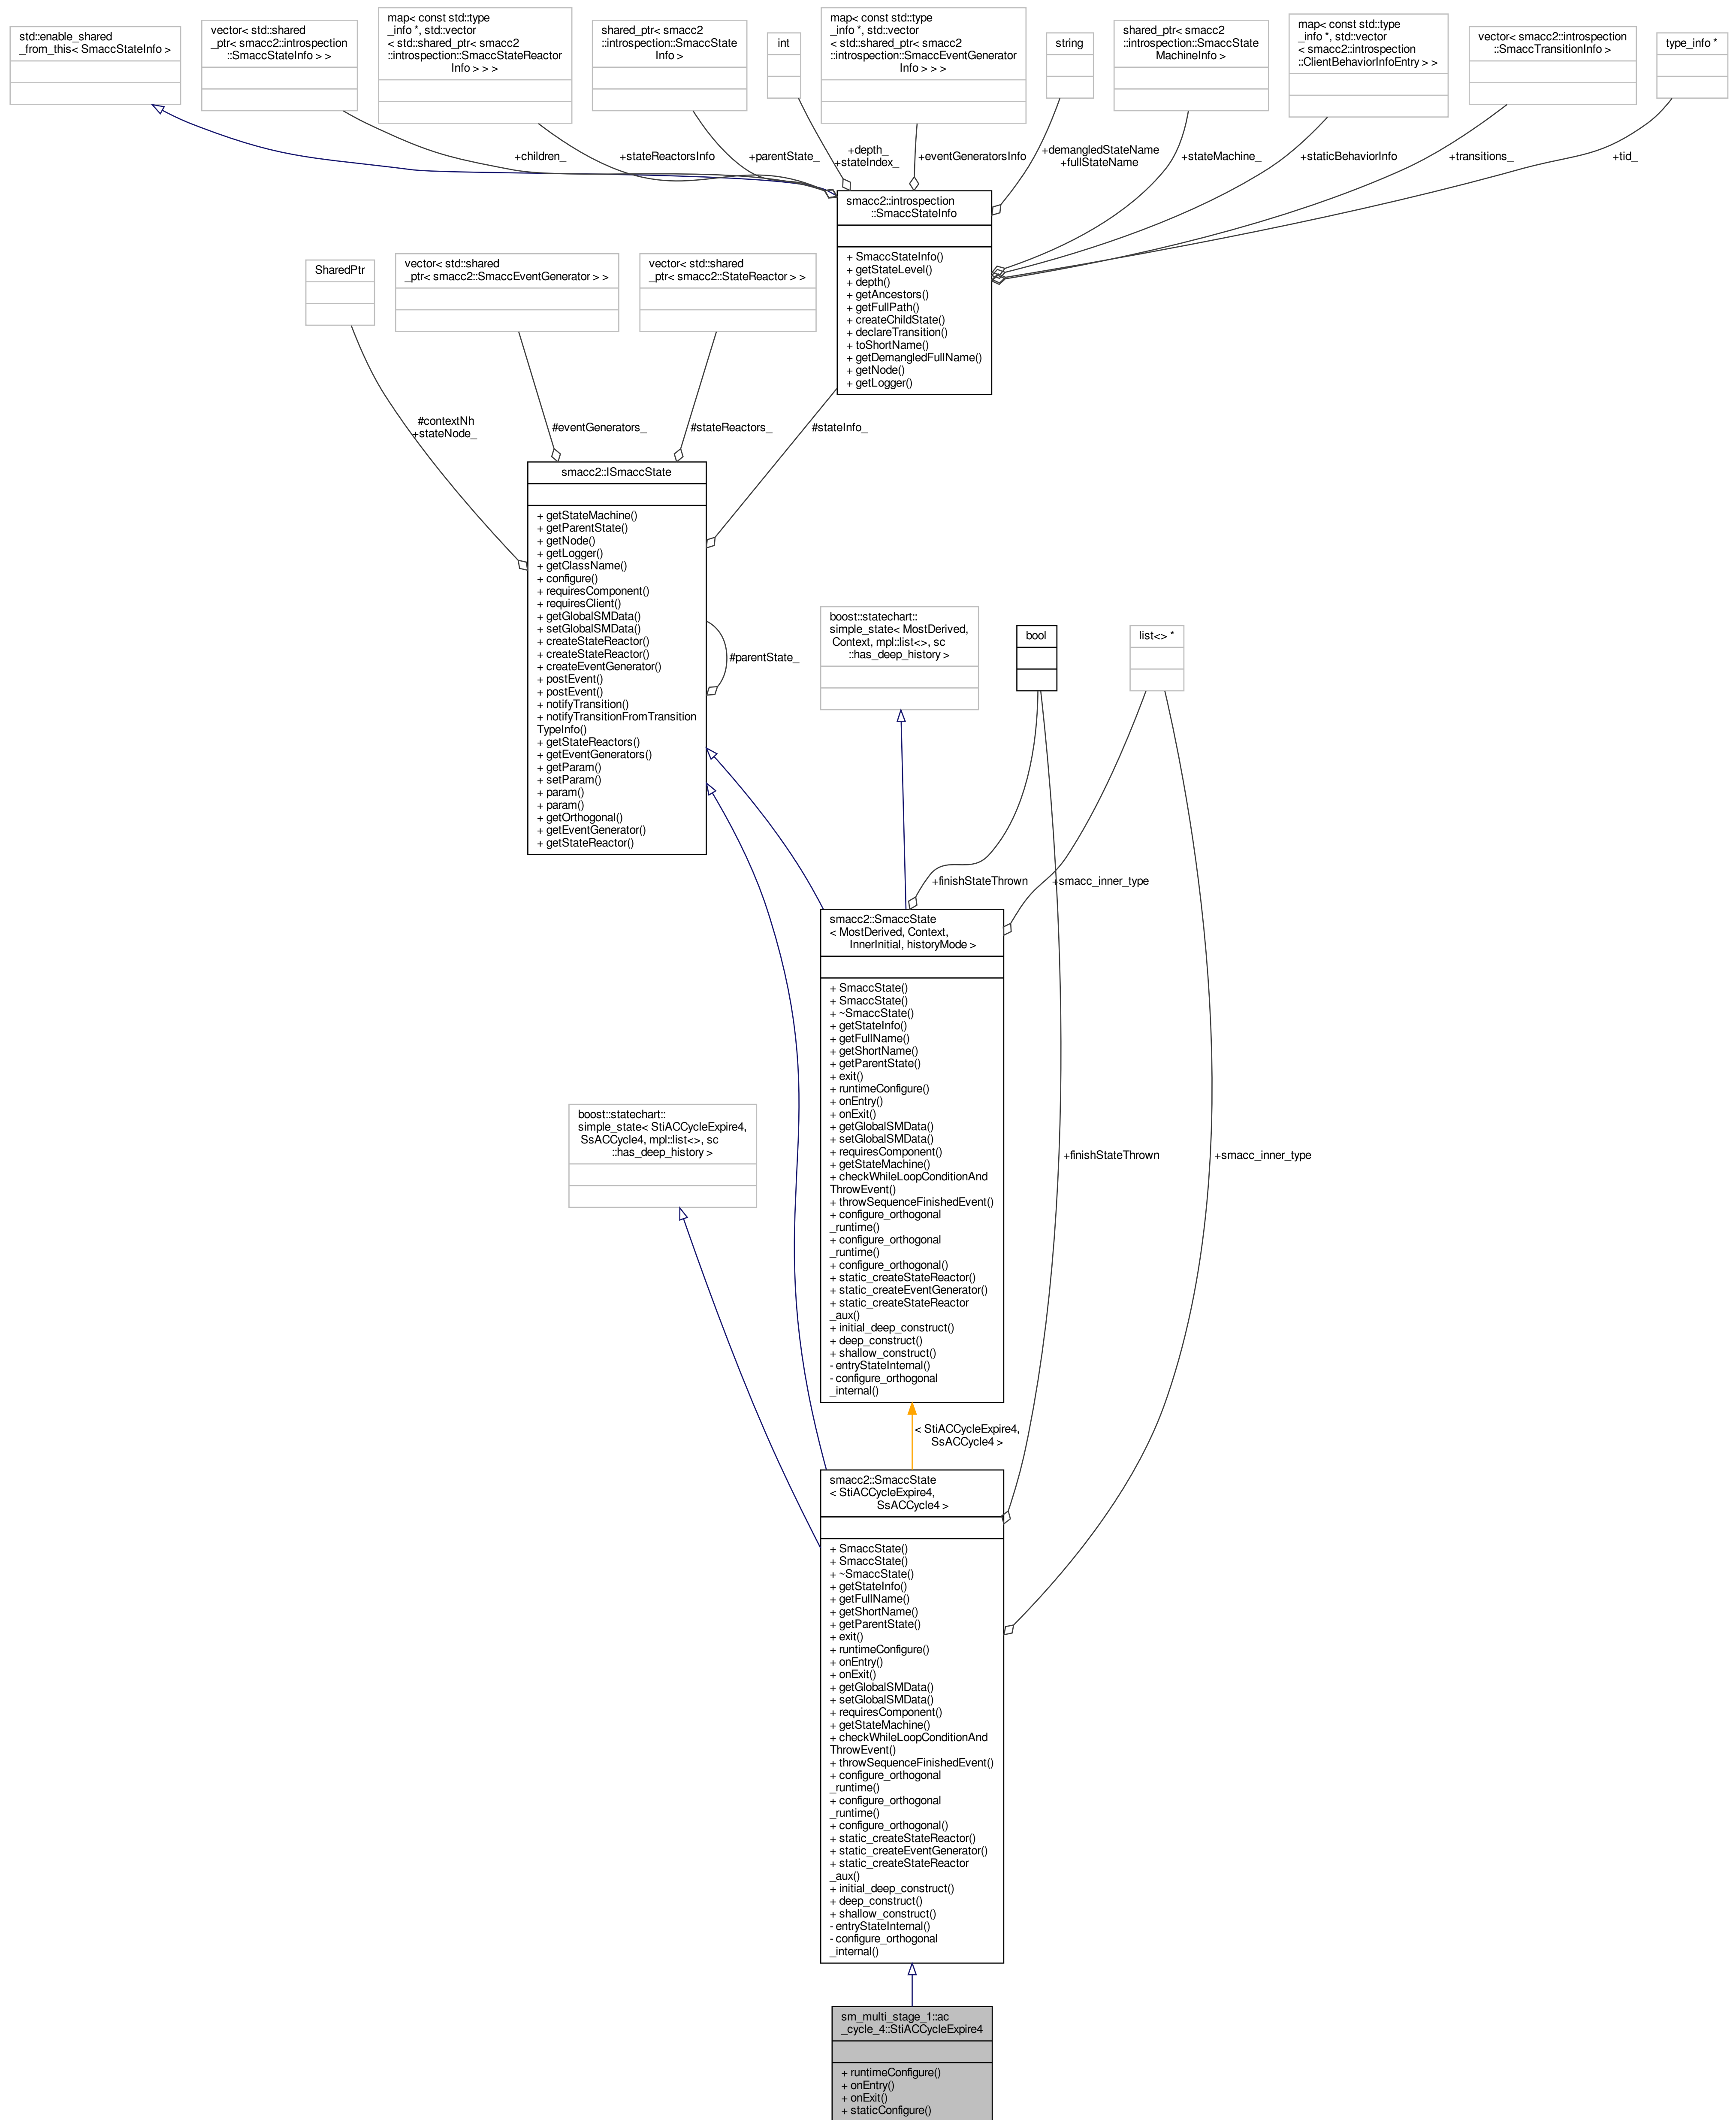 std::enable_shared
_from_this< SmaccStateInfo >
vector< std::shared
_ptr< smacc2::introspection
::SmaccStateInfo > >
map< const std::type
_info *, std::vector
< std::shared_ptr< smacc2
::introspection::SmaccStateReactor
Info > > >
shared_ptr< smacc2
::introspection::SmaccState
Info >
int
map< const std::type
_info *, std::vector
< std::shared_ptr< smacc2
::introspection::SmaccEventGenerator
Info > > >
string
shared_ptr< smacc2
::introspection::SmaccState
MachineInfo >
map< const std::type
_info *, std::vector
< smacc2::introspection
::ClientBehaviorInfoEntry > >
vector< smacc2::introspection
::SmaccTransitionInfo >
type_info *
+children_
+stateReactorsInfo
+parentState_
+depth_
+stateIndex_
+eventGeneratorsInfo
+demangledStateName
+fullStateName
+stateMachine_
+staticBehaviorInfo
+transitions_
+tid_
smacc2::introspection
::SmaccStateInfo
+ SmaccStateInfo()
+ getStateLevel()
+ depth()
+ getAncestors()
+ getFullPath()
+ createChildState()
+ declareTransition()
+ toShortName()
+ getDemangledFullName()
+ getNode()
+ getLogger()
SharedPtr
vector< std::shared
_ptr< smacc2::SmaccEventGenerator > >
vector< std::shared
_ptr< smacc2::StateReactor > >
#contextNh
+stateNode_
#eventGenerators_
#stateReactors_
#stateInfo_
smacc2::ISmaccState
+ getStateMachine()
+ getParentState()
+ getNode()
+ getLogger()
+ getClassName()
+ configure()
+ requiresComponent()
+ requiresClient()
+ getGlobalSMData()
+ setGlobalSMData()
+ createStateReactor()
+ createStateReactor()
+ createEventGenerator()
+ postEvent()
+ postEvent()
+ notifyTransition()
+ notifyTransitionFromTransition
TypeInfo()
+ getStateReactors()
+ getEventGenerators()
+ getParam()
+ setParam()
+ param()
+ param()
+ getOrthogonal()
+ getEventGenerator()
+ getStateReactor()
#parentState_
boost::statechart::
simple_state< MostDerived,
Context, mpl::list<>, sc
::has_deep_history >
bool
list<> *
+finishStateThrown
+smacc_inner_type
smacc2::SmaccState
< MostDerived, Context,
InnerInitial, historyMode >
+ SmaccState()
+ SmaccState()
+ ~SmaccState()
+ getStateInfo()
+ getFullName()
+ getShortName()
+ getParentState()
+ exit()
+ runtimeConfigure()
+ onEntry()
+ onExit()
+ getGlobalSMData()
+ setGlobalSMData()
+ requiresComponent()
+ getStateMachine()
+ checkWhileLoopConditionAnd
ThrowEvent()
+ throwSequenceFinishedEvent()
+ configure_orthogonal
_runtime()
+ configure_orthogonal
_runtime()
+ configure_orthogonal()
+ static_createStateReactor()
+ static_createEventGenerator()
+ static_createStateReactor
_aux()
+ initial_deep_construct()
+ deep_construct()
+ shallow_construct()
- entryStateInternal()
- configure_orthogonal
_internal()
boost::statechart::
simple_state< StiACCycleExpire4,
SsACCycle4, mpl::list<>, sc
::has_deep_history >
+finishStateThrown
+smacc_inner_type
< StiACCycleExpire4,
SsACCycle4 >
smacc2::SmaccState
< StiACCycleExpire4,
SsACCycle4 >
+ SmaccState()
+ SmaccState()
+ ~SmaccState()
+ getStateInfo()
+ getFullName()
+ getShortName()
+ getParentState()
+ exit()
+ runtimeConfigure()
+ onEntry()
+ onExit()
+ getGlobalSMData()
+ setGlobalSMData()
+ requiresComponent()
+ getStateMachine()
+ checkWhileLoopConditionAnd
ThrowEvent()
+ throwSequenceFinishedEvent()
+ configure_orthogonal
_runtime()
+ configure_orthogonal
_runtime()
+ configure_orthogonal()
+ static_createStateReactor()
+ static_createEventGenerator()
+ static_createStateReactor
_aux()
+ initial_deep_construct()
+ deep_construct()
+ shallow_construct()
- entryStateInternal()
- configure_orthogonal
_internal()
sm_multi_stage_1::ac
_cycle_4::StiACCycleExpire4
+ runtimeConfigure()
+ onEntry()
+ onExit()
+ staticConfigure()